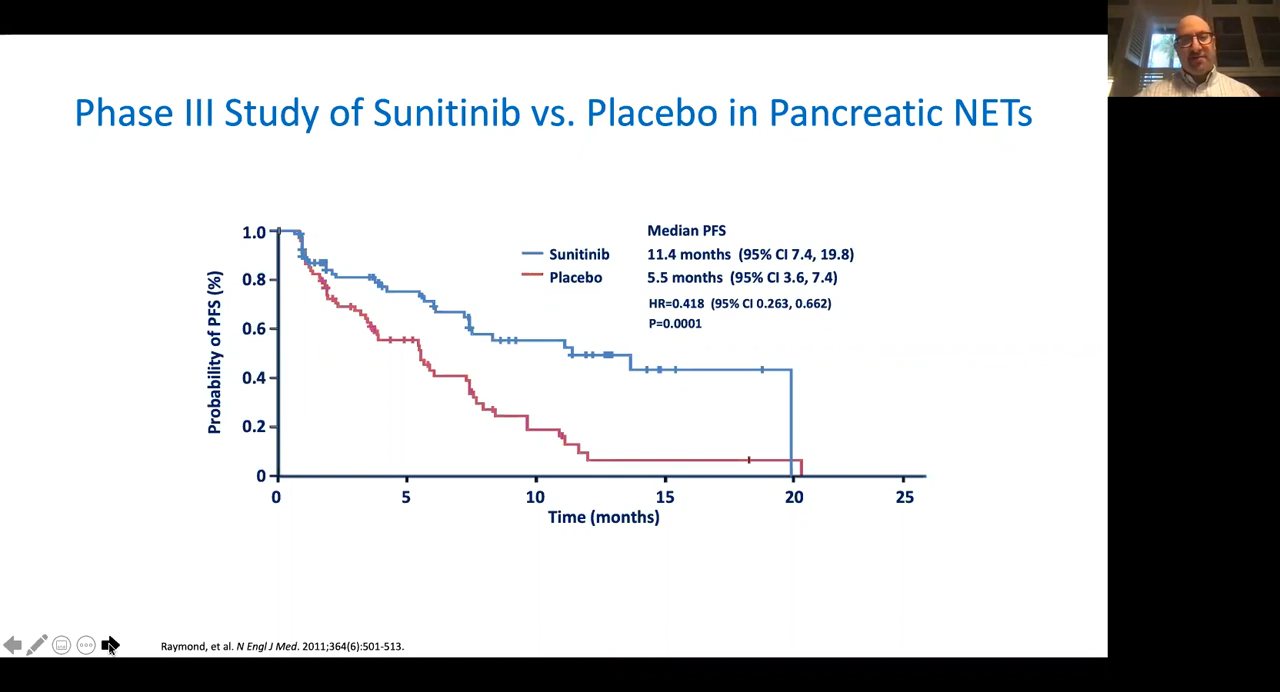 Phase III Study of Sunitinib vs. Placebo in Pancreatic NETs
Median PFS
Sunitinib 11.4 months (95% CI 7.4, 19.8)
Placebo 5.5 months (95% CI 3.6, 7.4)
HR=0.418 (95% CI 0.263, 0.662)
P=0.0001
Probability of PFS (%)
1.0
0.8
0.6
0.4
0.2
0
0 5 10 15 20 25
Time (months)
Raymond, et al. N Engl J Med. 2011;364(6):501-513.